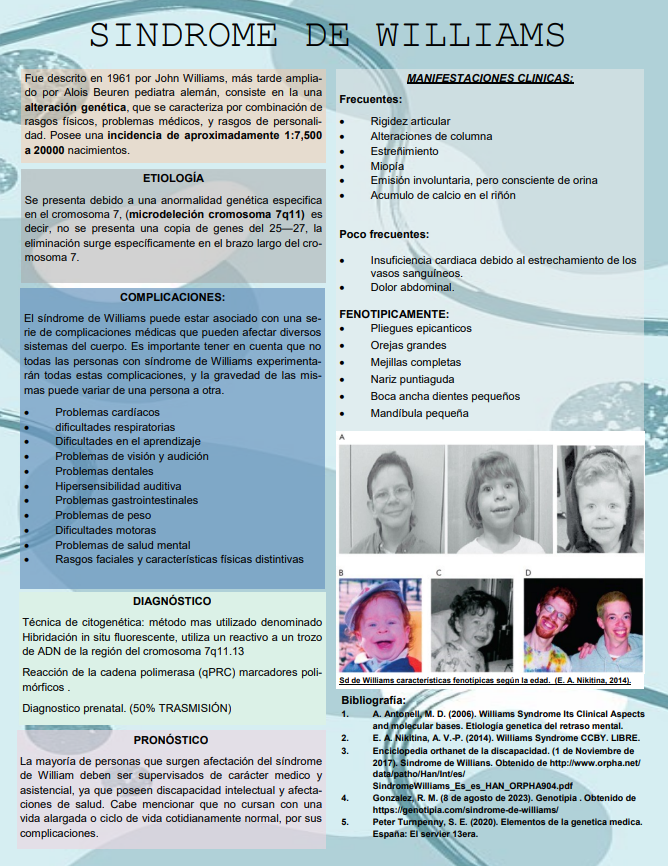 SINDROME DE WILLIAMS
Fue descrito en 1961 por John Williams, más tarde amplia-
do por Alois Beuren pediatra alemán, consiste en la una
alteración genética, que se caracteriza por combinación de
rasgos físicos, problemas médicos, y rasgos de personali-
dad. Posee una incidencia de aproximadamente 1:7,500
a 20000 nacimientos.
ETIOLOGÍA
Se presenta debido a una anormalidad genética especifica
en el cromosoma 7, (microdeleción cromosoma 7q11) es
decir, no se presenta una copia de genes del 25—27, la
eliminación surge específicamente en el brazo largo del cro-
mosoma 7.
COMPLICACIONES:
El síndrome de Williams puede estar asociado con una se-
rie de complicaciones médicas que pueden afectar diversos
sistemas del cuerpo. Es importante tener en cuenta que no
todas las personas con síndrome de Williams experimenta-
rán todas estas complicaciones, y la gravedad de las mis-
mas puede variar de una persona a otra.
• Problemas cardíacos
• dificultades respiratorias
• Dificultades en el aprendizaje
• Problemas de visión y audición
• Problemas dentales
• Hipersensibilidad auditiva
• Problemas gastrointestinales
• Problemas de peso
• Dificultades motoras
• Problemas de salud mental
• Rasgos faciales y características físicas distintivas
DIAGNÓSTICO
Técnica de citogenética: método mas utilizado denominado
Hibridación in situ fluorescente, utiliza un reactivo a un trozo
de ADN de la región del cromosoma 7q11.13
Reacción de la cadena polimerasa (qPRC) marcadores poli-
mórficos .
Diagnostico prenatal. (50% TRASMISIÓN)
PRONÓSTICO
La mayoría de personas que surgen afectación del síndrome
de William deben ser supervisados de carácter medico y
asistencial, ya que poseen discapacidad intelectual y afecta-
ciones de salud. Cabe mencionar que no cursan con una
vida alargada o ciclo de vida cotidianamente normal, por sus
complicaciones.
MANIFESTACIONES CLINICAS:
Frecuentes:
• Rigidez articular
• Alteraciones de columna
• Estreñimiento
• Miopía
• Emisión involuntaria, pero consciente de orina
• Acumulo de calcio en el riñón
Poco frecuentes:
• Insuficiencia cardiaca debido al estrechamiento de los
vasos sanguíneos.
• Dolor abdominal.
FENOTIPICAMENTE:
• Pliegues epicanticos
• Orejas grandes
• Mejillas completas
• Nariz puntiaguda
• Boca ancha dientes pequeños
• Mandíbula pequeña
A
B C D
Sd de Williams características fenotípicas según la edad. (E. A. Nikitina, 2014).
Bibliografía:
1. A. Antonell, M. D. (2006). Williams Syndrome Its Clinical Aspects
and molecular bases. Etiología genetica del retraso mental.
2. E. A. Nikitina, A. V.-P. (2014). Williams Syndrome CCBY. LIBRE.
3. Enciclopedia orthanet de la discapacidad. (1 de Noviembre de
2017). Sindrome de Willians. Obtenido de http://www.orpha.net/
data/patho/Han/Int/es/
SindromeWilliams_Es_es_HAN_ORPHA904.pdf
4. Gonzalez, R. M. (8 de agosto de 2023). Genotipia . Obtenido de
https://genotipia.com/sindrome-de-williams/
5. Peter Turnpenny, S. E. (2020). Elementos de la genetica medica.
España: El servier 13era.